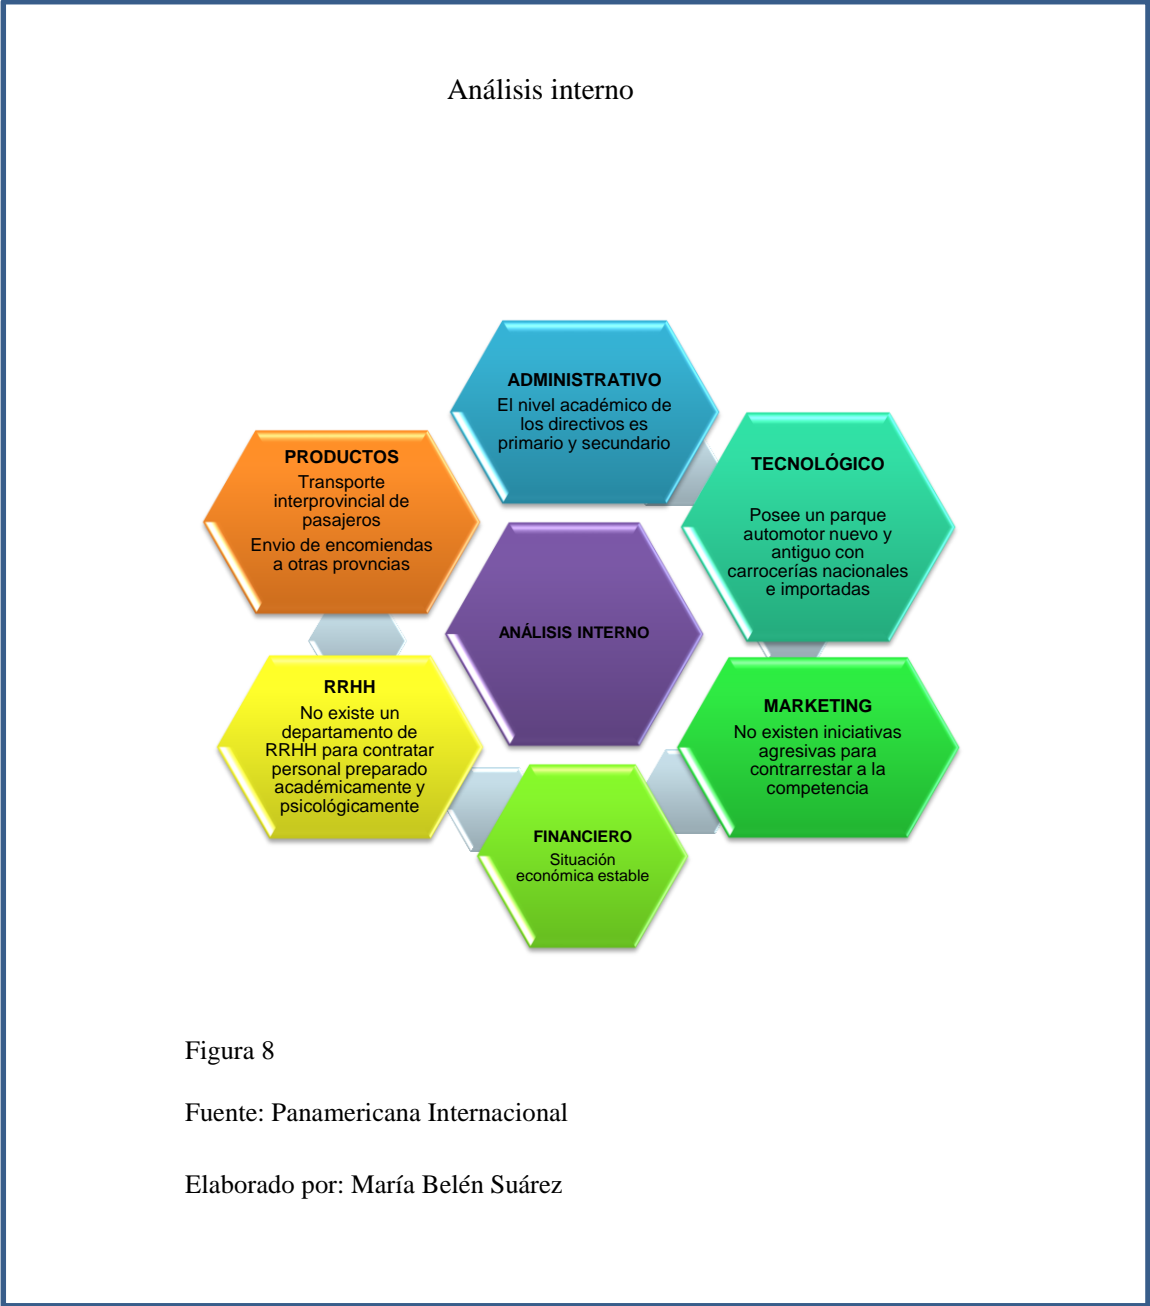 Análisis interno
ADMINISTRATIVO
El nivel académico de
los directivos es
primario y secundario
TECNOLÓGICO
Posee un parque
automotor nuevo y
antiguo con
carrocerías nacionales
e importadas
MARKETING
No existen iniciativas
agresivas para
contrarrestar a la
competencia
FINANCIERO
Situación
económica estable
RRHH
No existe un
departamento de
RRHH para contratar
personal preparado
académicamente y
psicológicamente
PRODUCTOS
Transporte
interprovincial de
pasajeros
Envio de encomiendas
a otras provncias
ANÁLISIS INTERNO
Figura 8
Fuente: Panamericana Internacional
Elaborado por: María Belén Suárez